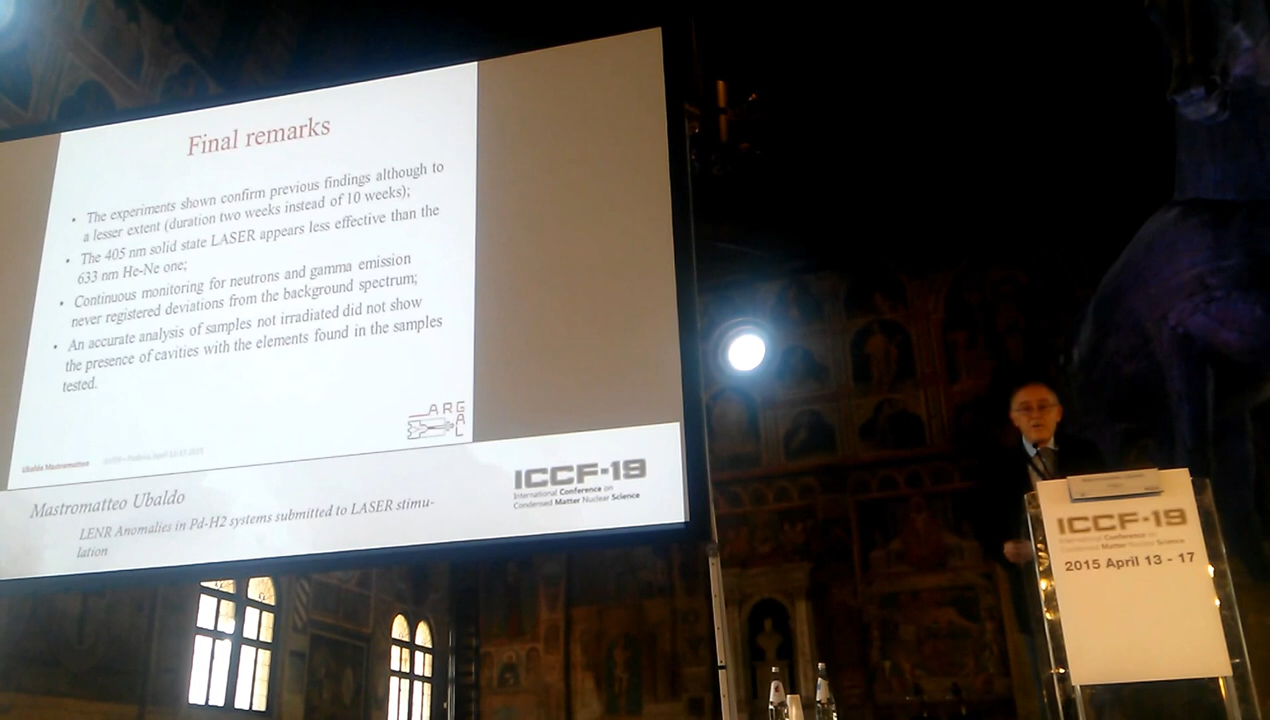 Final remarks
• The experiments shown confirm previous findings although to
a lesser extent (duration two weeks instead of 10 weeks);
• The 405 nm solid state LASER appears less effective than the
633 nm He-Ne one;
• Continuous monitoring for neutrons and gamma emission
never registered deviations from the background spectrum;
• An accurate analysis of samples not irradiated did not show
the presence of cavities with the elements found in the samples
tested.
ARG
AL
Ubaldo Mastromatteo
Mastromatteo Ubaldo
LENR Anomalies in Pd-H2 systems submitted to LASER stimu-
lation
ICCF-19
International Conference on
Condensed Matter Nuclear Science
ICCF-19
International Conference on
Condensed Matter Nuclear Science
2015 April 13 - 17